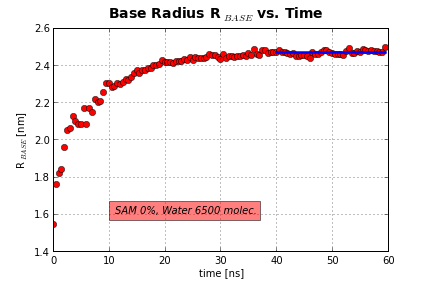 Base Radius R BASE vs. Time
2.6
2.4
2.2
2.0
1.8
1.6
1.4
R BASE [nm]
SAM 0%, Water 6500 molec.
0 10 20 30 40 50 60
time [ns]